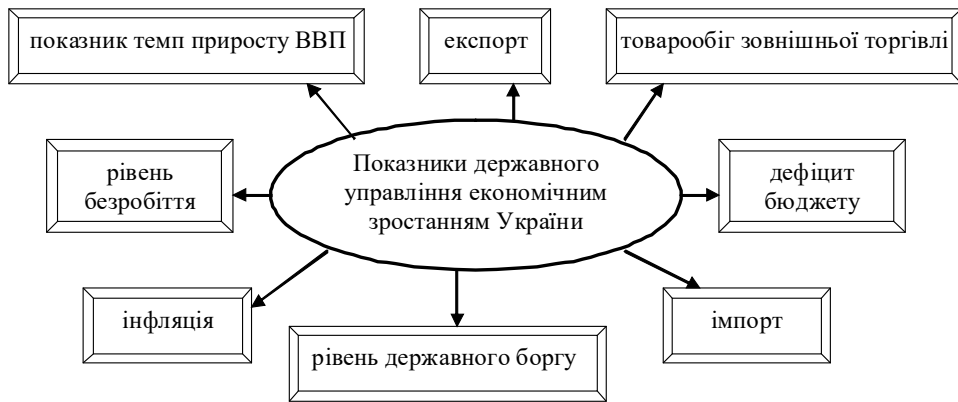 показник темп приросту ВВП
експорт
товарообіг зовнішньої торгівлі
Показники державного
управління економічним
зростанням України
рівень
безробіття
дефіцит
бюджету
інфляція
рівень державного боргу
імпорт